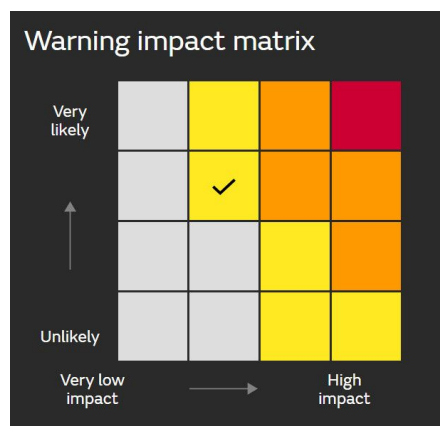 Warning impact matrix
Very
likely
Unlikely
Very low
impact
High
impact